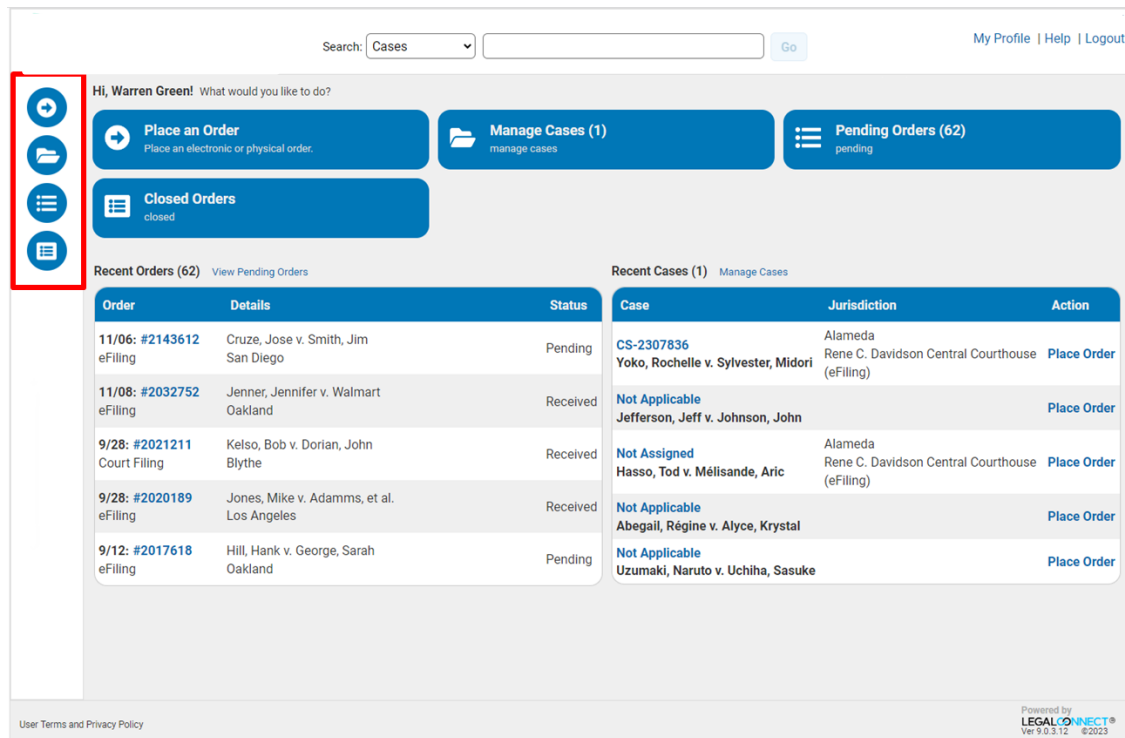 Search: Cases Go
My Profile | Help | Logout
Hi, Warren Green! What would you like to do?
Place an Order
Place an electronic or physical order.
Manage Cases (1)
manage cases
Pending Orders (62)
pending
Closed Orders
closed
Recent Orders (62) View Pending Orders
Order Details Status
11/06: #2143612 Cruze, Jose v. Smith, Jim Pending
eFiling San Diego
11/08: #2032752 Jenner, Jennifer v. Walmart Received
eFiling Oakland
9/28: #2021211 Kelso, Bob v. Dorian, John Received
Court Filing Blythe
9/28: #2020189 Jones, Mike v. Adamms, et al. Received
eFiling Los Angeles
9/12: #2017618 Hill, Hank v. George, Sarah Pending
eFiling Oakland
Recent Cases (1) Manage Cases
Case Jurisdiction Action
CS-2307836 Alameda
Yoko, Rochelle v. Sylvester, Midori Rene C. Davidson Central Courthouse Place Order
(eFiling)
Not Applicable
Jefferson, Jeff v. Johnson, John Place Order
Not Assigned Alameda
Hasso, Tod v. Mélisande, Aric Rene C. Davidson Central Courthouse Place Order
(eFiling)
Not Applicable
Abegail, Régine v. Alyce, Krystal Place Order
Not Applicable
Uzumaki, Naruto v. Uchiha, Sasuke Place Order
User Terms and Privacy Policy
Powered by
LEGALCONNECT®
Ver 9.0.3.12 ©2023